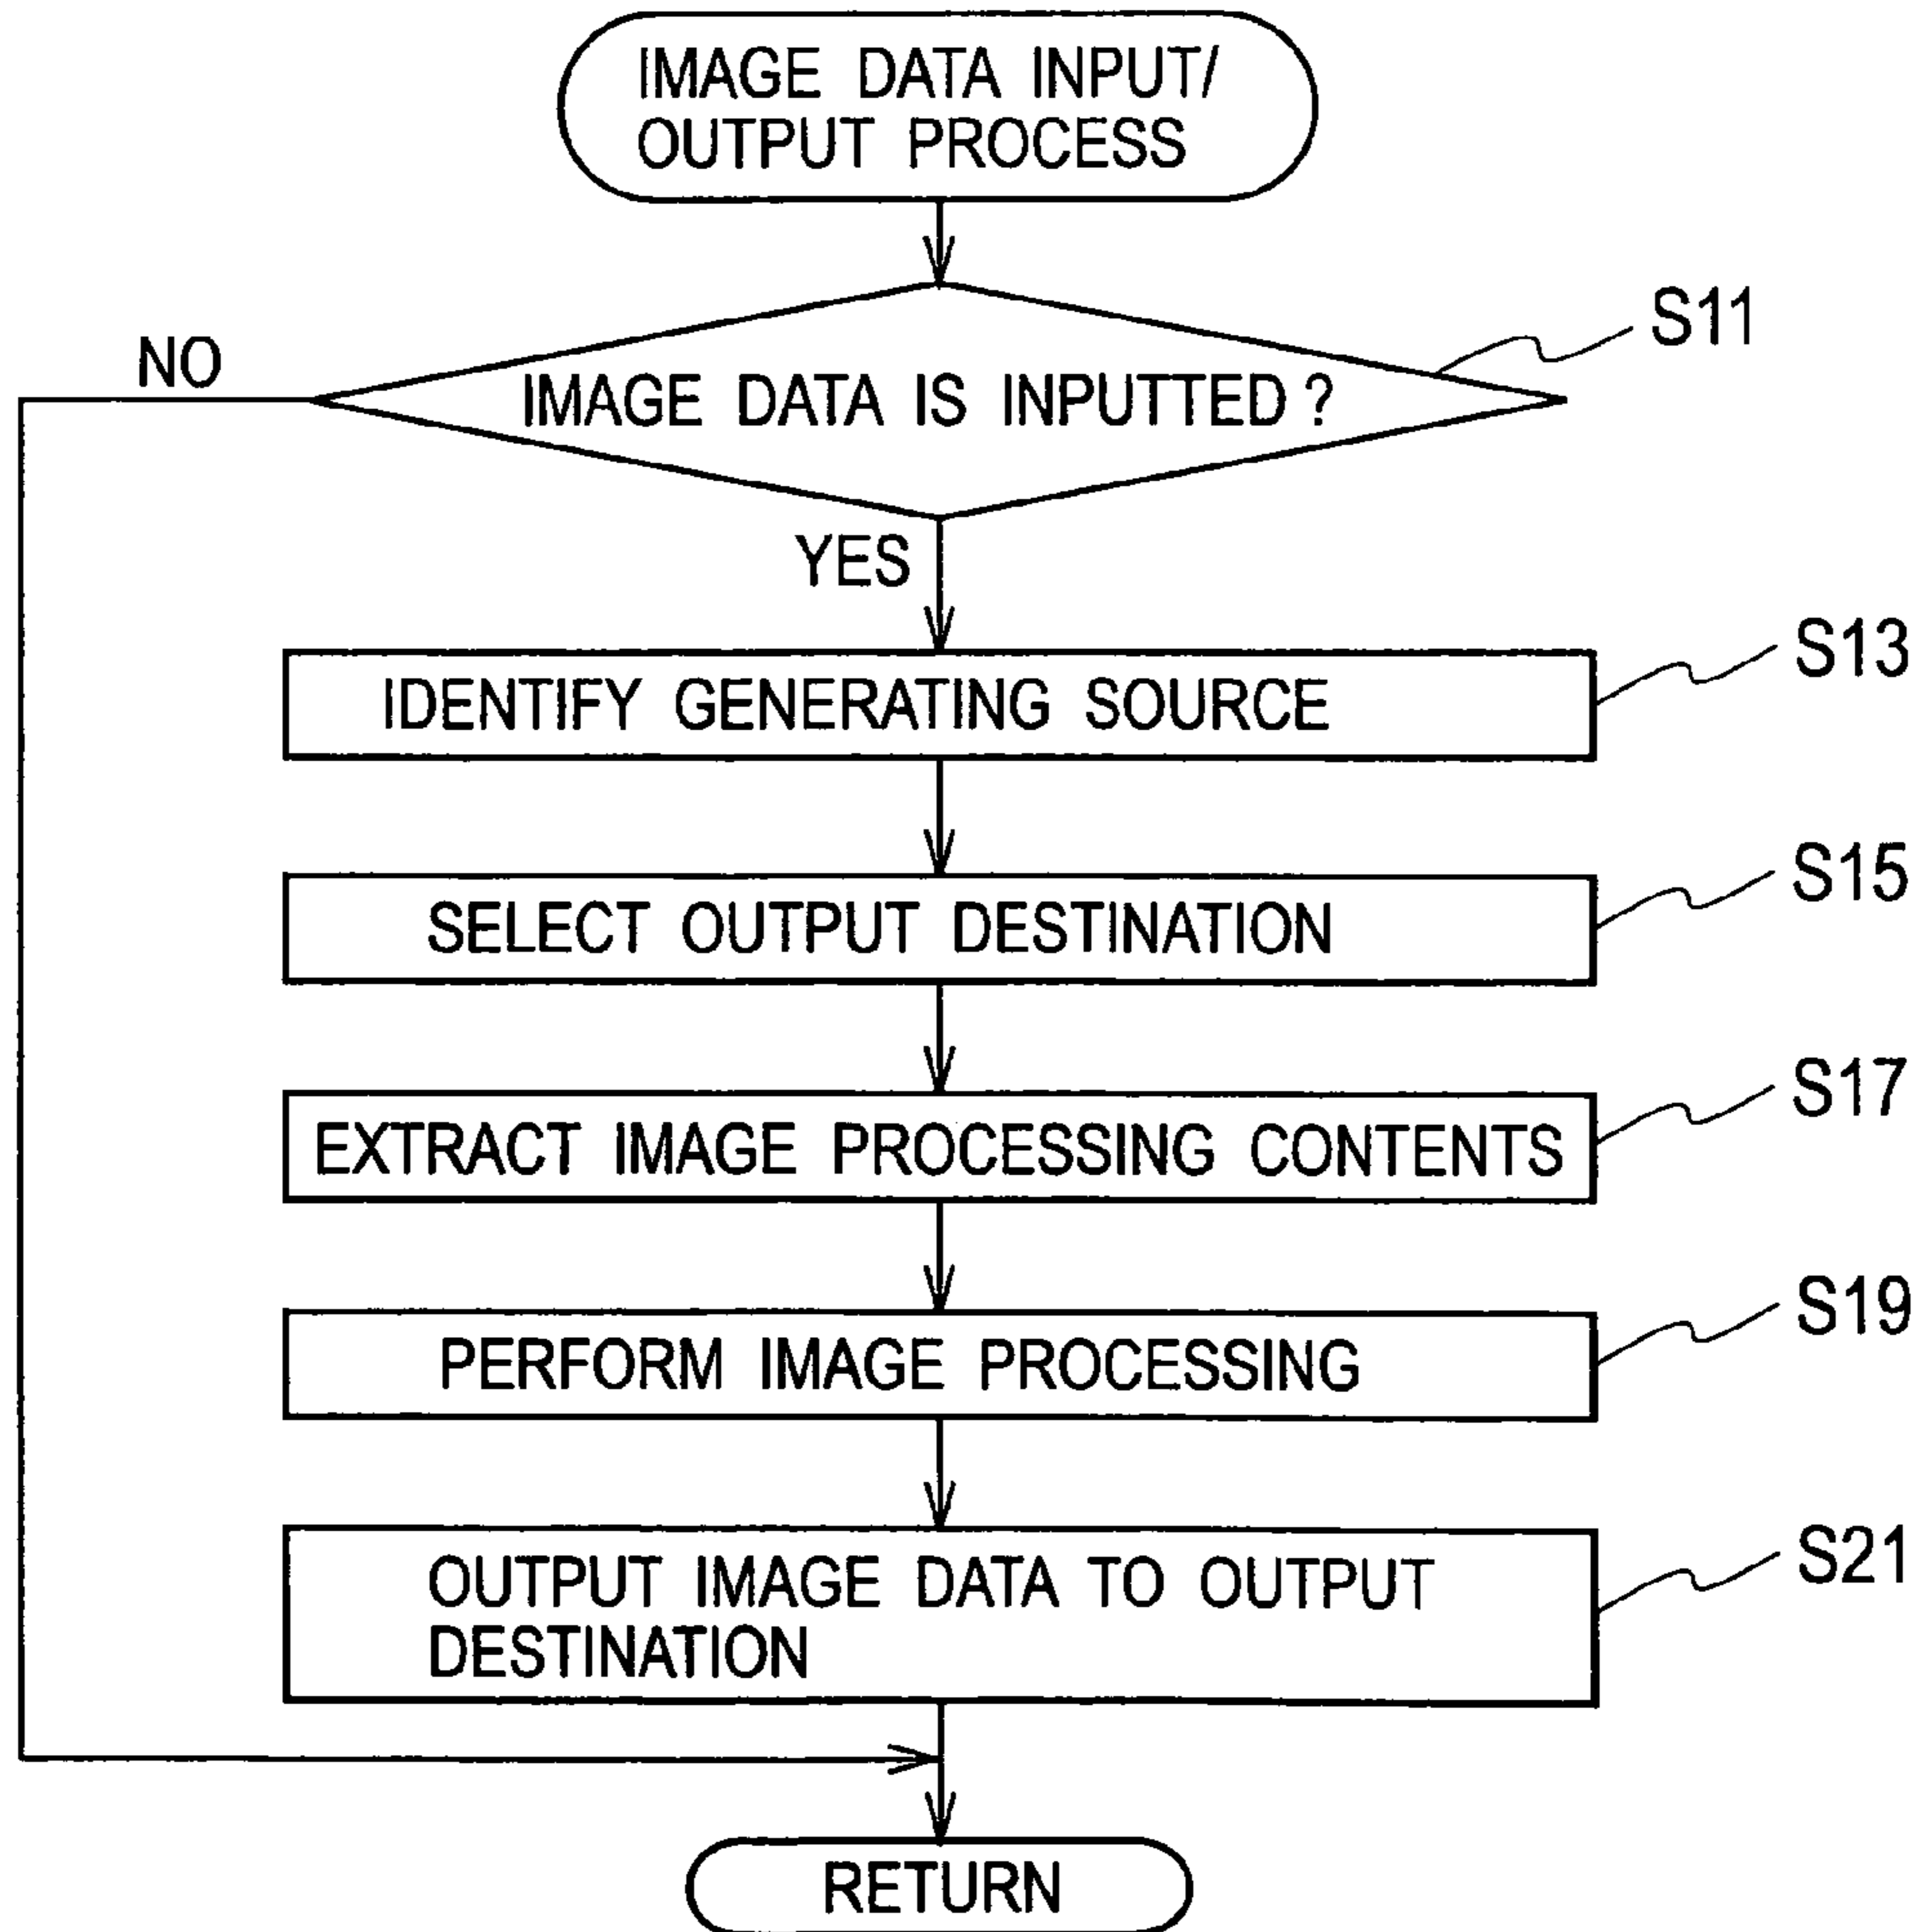 IMAGE DATA INPUT/
OUTPUT PROCESS
S11
NO
IMAGE DATA IS INPUTTED ?
YES
S13
IDENTIFY GENERATING SOURCE
S15
SELECT OUTPUT DESTINATION
S17
EXTRACT IMAGE PROCESSING CONTENTS
S19
PERFORM IMAGE PROCESSING
S21
OUTPUT IMAGE DATA TO OUTPUT
DESTINATION
RETURN